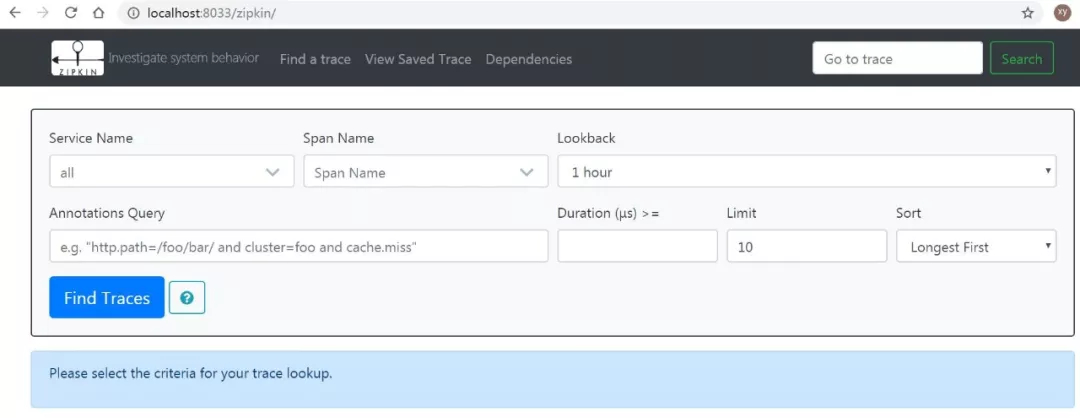 localhost:8033/zipkin/
xy
ZIPKIN
Investigate system behavior
Find a trace
View Saved Trace
Dependencies
Go to trace
Search
Service Name
Span Name
Lookback
all
Span Name
1 hour
Annotations Query
Duration (μs) >=
Limit
Sort
e.g. "http.path=/foo/bar/ and cluster=foo and cache.miss"
10
Longest First
Find Traces
?
Please select the criteria for your trace lookup.